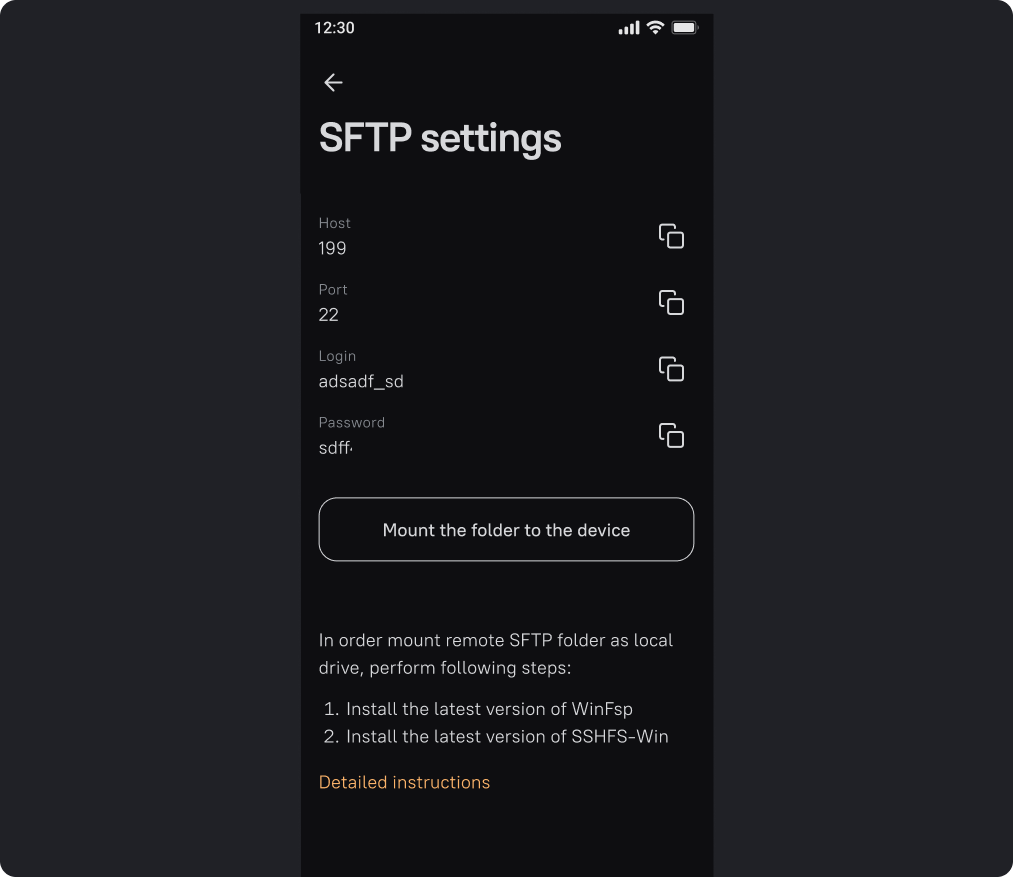 12:30
SFTP settings
Host
199
Port
22
Login
adsadf_sd
Password
Mount the folder to the device
In order mount remote SFTP folder as local
drive, perform following steps:
1. Install the latest version of WinFsp
2. Install the latest version of SSHFS-Win
Detailed instructions